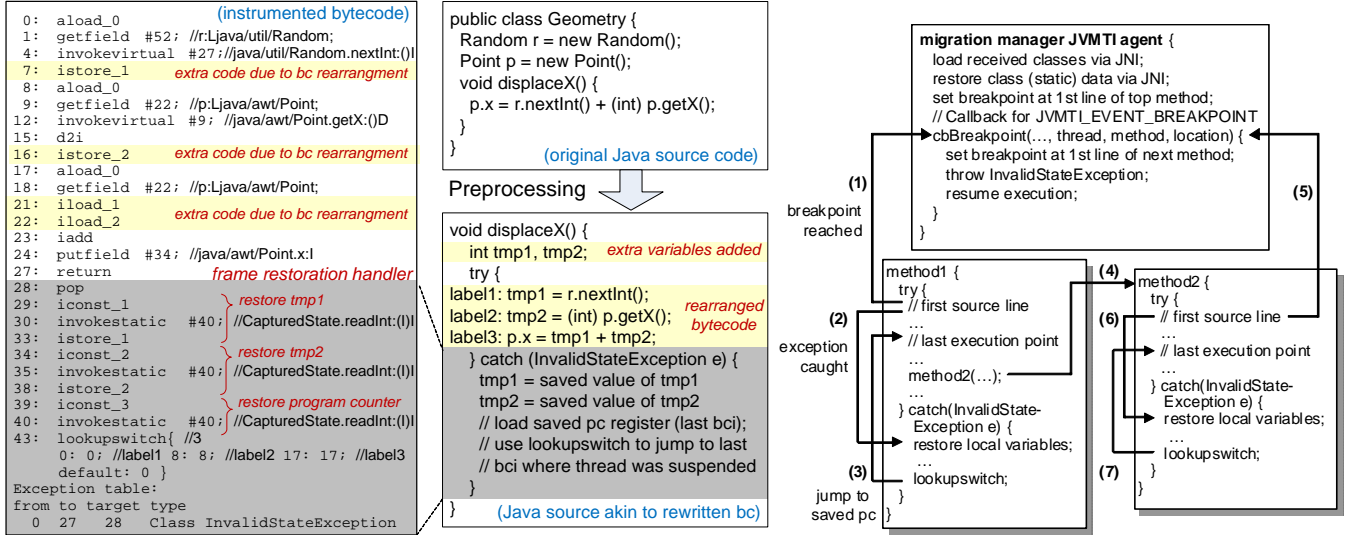 (instrumented bytecode)
0: aload_0
1: getfield #52; //r:Ljava/util/Random;
4: invokevirtual #27;//java/util/Random.nextInt:()I
7: istore_1 extra code due to bc rearrangment
8: aload_0
9: getfield #22; //p:Ljava/awt/Point;
12: invokevirtual #9; //java/awt/Point.getX:()D
15: d2i
16: istore_2 extra code due to bc rearrangment
17: aload_0
18: getfield #22; //p:Ljava/awt/Point;
21: iload_1
22: iload_2 extra code due to bc rearrangment
23: iadd
24: putfield #34; //java/awt/Point.x:I
27: return frame restoration handler
28: pop
29: iconst_1 restore tmp1
30: invokestatic #40; //CapturedState.readInt:(I)I
33: istore_1
34: iconst_2 restore tmp2
35: invokestatic #40; //CapturedState.readInt:(I)I
38: istore_2
39: iconst_3 restore program counter
40: invokestatic #40; //CapturedState.readInt:(I)I
43: lookupswitch{ //3
0: 0; //label1 8: 8; //label2 17: 17; //label3
default: 0 }
Exception table:
from to target type
0 27 28 Class InvalidStateException
public class Geometry {
Random r = new Random();
Point p = new Point();
void displaceX() {
p.x = r.nextInt() + (int) p.getX();
}
}
(original Java source code)
Preprocessing
void displaceX() {
int tmp1, tmp2; extra variables added
try {
label1: tmp1 = r.nextInt();
label2: tmp2 = (int) p.getX();
label3: p.x = tmp1 + tmp2;
rearranged
bytecode
} catch (InvalidStateException e) {
tmp1 = saved value of tmp1
tmp2 = saved value of tmp2
// load saved pc register (last bci);
// use lookupswitch to jump to last
// bci where thread was suspended
}
}
(Java source akin to rewritten bc)
migration manager JVMTI agent {
load received classes via JNI;
restore class (static) data via JNI;
set breakpoint at 1st line of top method;
// Callback for JVMTI_EVENT_BREAKPOINT
cbBreakpoint(…, thread, method, location) {
set breakpoint at 1st line of next method;
throw InvalidStateException;
resume execution;
}
}
(1)
breakpoint
reached
(5)
method1 {
try {
// first source line
…
// last execution point
…
method2(…);
…
} catch(InvalidState-
Exception e) {
restore local variables;
…
lookupswitch;
}
}
(2)
exception
caught
(3)
jump to
saved pc
(4)
method2 {
try {
// first source line
…
// last execution point
…
} catch(InvalidState-
Exception e) {
restore local variables;
…
lookupswitch;
}
}
(6)
(7)